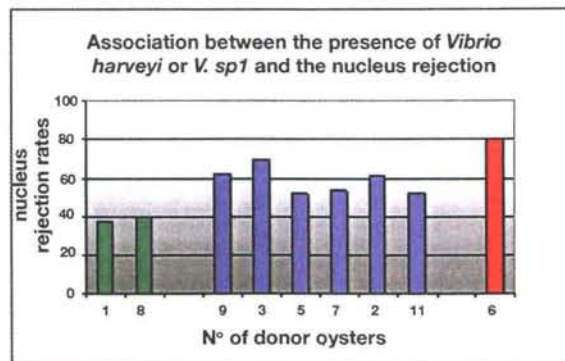 Association between the presence of Vibrio
harveyi or V. sp1 and the nucleus rejection
100
80
60
40
20
0
nucleus
rejection rates
1 8 9 3 5 7 2 11 6
N° of donor oysters